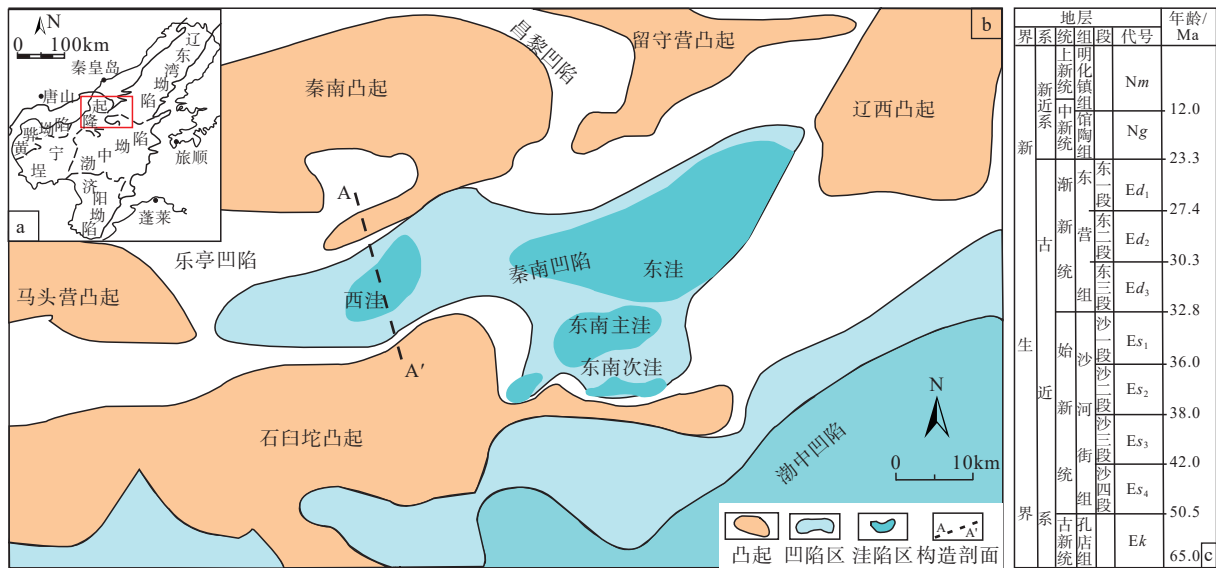 N
0 100km
秦皇岛
唐山
辽东湾坳陷
起
隆
黄骅坳陷
埕宁
渤中坳陷
济阳坳陷
旅顺
蓬莱
a
b
昌黎凹陷
留守营凸起
秦南凸起
辽西凸起
A
乐亭凹陷
秦南凹陷
东洼
马头营凸起
西洼
东南主洼
A′
东南次洼
石臼坨凸起
渤中凹陷
N
0 10km
A A′
凸起 凹陷区 洼陷区 构造剖面
地层 年龄/Ma
界 系 统 组 段 代号
新生界
新近系
古近系
上新统
中新统
渐新统
始新统
古新统
明化镇组
馆陶组
东营组
沙河街组
孔店组
东一段
东二段
东三段
沙一段
沙二段
沙三段
沙四段
Nm
Ng
Ed₁
Ed₂
Ed₃
Es₁
Es₂
Es₃
Es₄
Ek
12.0
23.3
27.4
30.3
32.8
36.0
38.0
42.0
50.5
65.0
c